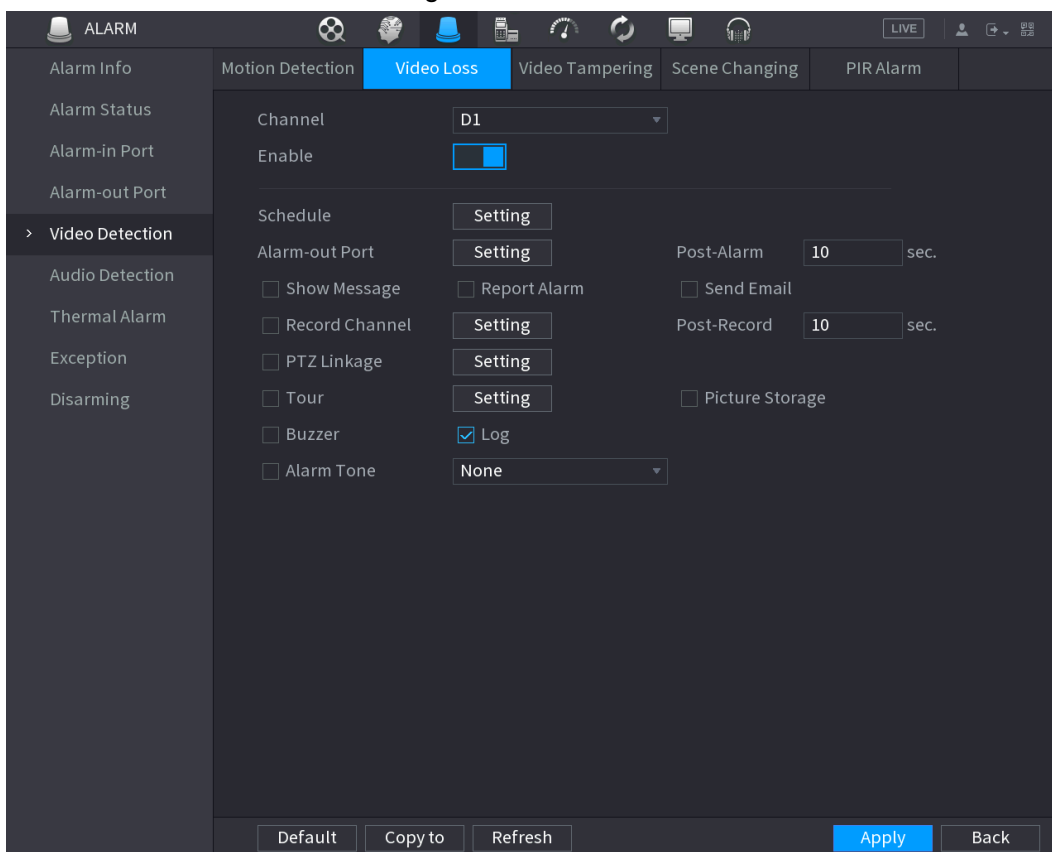 ALARM LIVE
Alarm Info
Alarm Status
Alarm-in Port
Alarm-out Port
> Video Detection
Audio Detection
Thermal Alarm
Exception
Disarming
Motion Detection Video Loss Video Tampering Scene Changing PIR Alarm
Channel D1
Enable
Schedule Setting
Alarm-out Port Setting Post-Alarm 10 sec.
Show Message Report Alarm Send Email
Record Channel Setting Post-Record 10 sec.
PTZ Linkage Setting
Tour Setting Picture Storage
Buzzer Log
Alarm Tone None
Default Copy to Refresh Apply Back